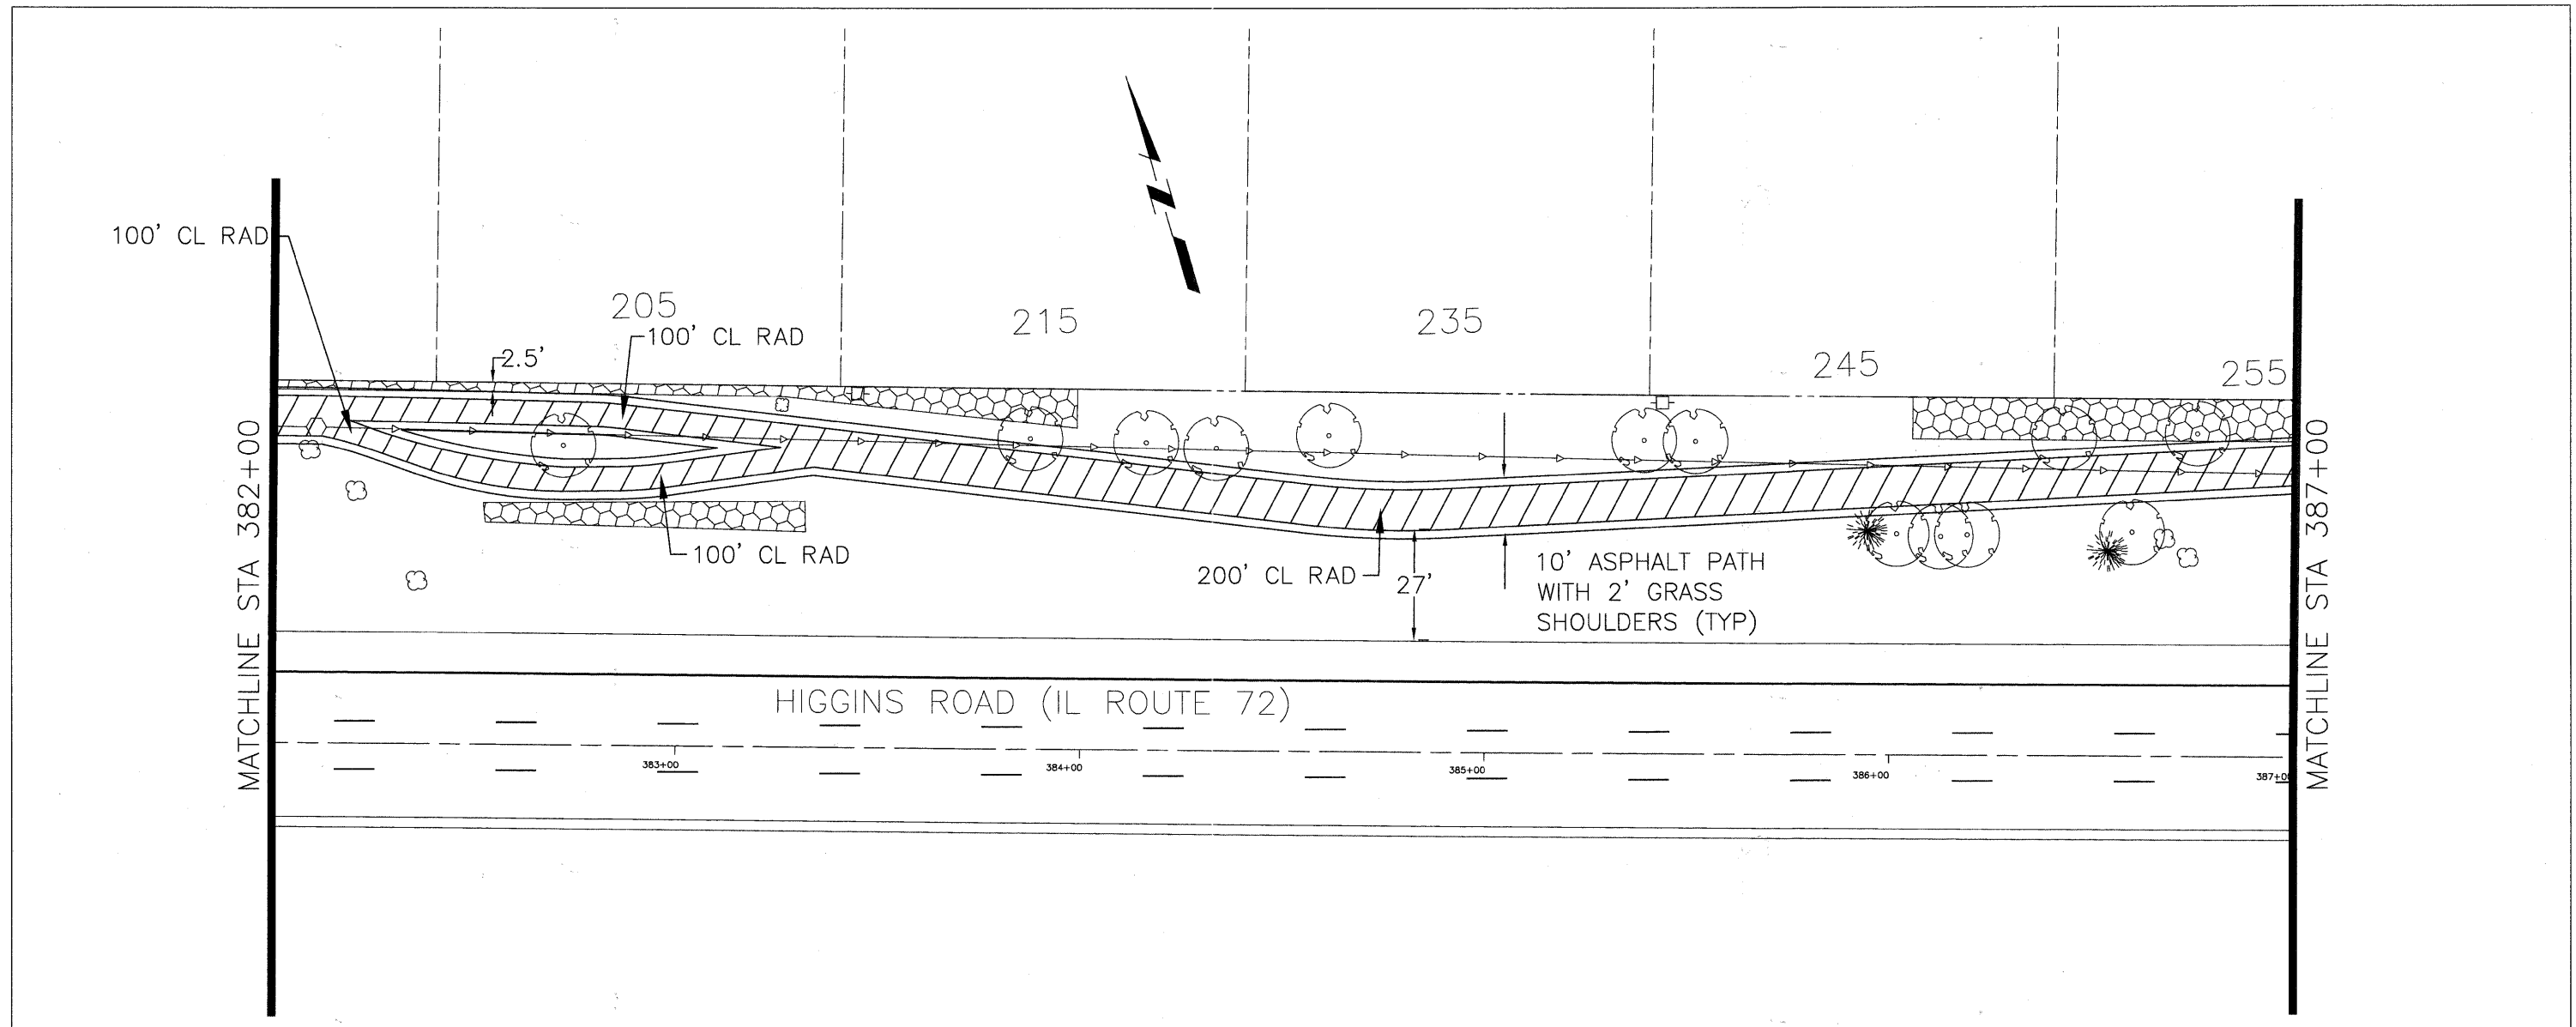 100' CL RAD
205
100' CL RAD
2.5'
215
235
245
255
MATCHLINE STA 382+00
100' CL RAD
200' CL RAD
27'
10' ASPHALT PATH
WITH 2' GRASS
SHOULDERS (TYP)
MATCHLINE STA 387+00
HIGGINS ROAD (IL ROUTE 72)
383+00
384+00
385+00
386+00
387+00
N